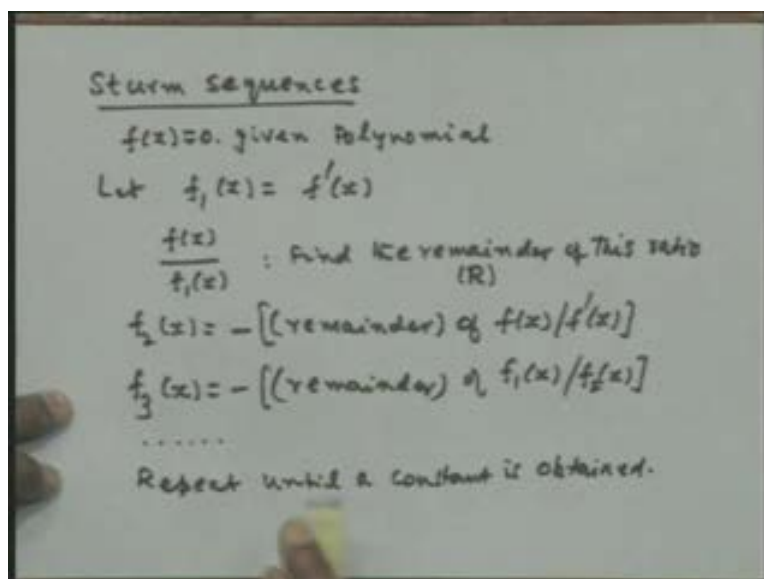 Sturm sequences
f(x)=0. given Polynomial
Let f₁(x) = f'(x)
f(x)/f₁(x) : Find the remainder of this ratio
(R)
f₂(x) = -[(remainder) of f(x)/f'(x)]
f₃(x) = -[(remainder) of f₁(x)/f₂(x)]
......
Repeat until a constant is obtained.